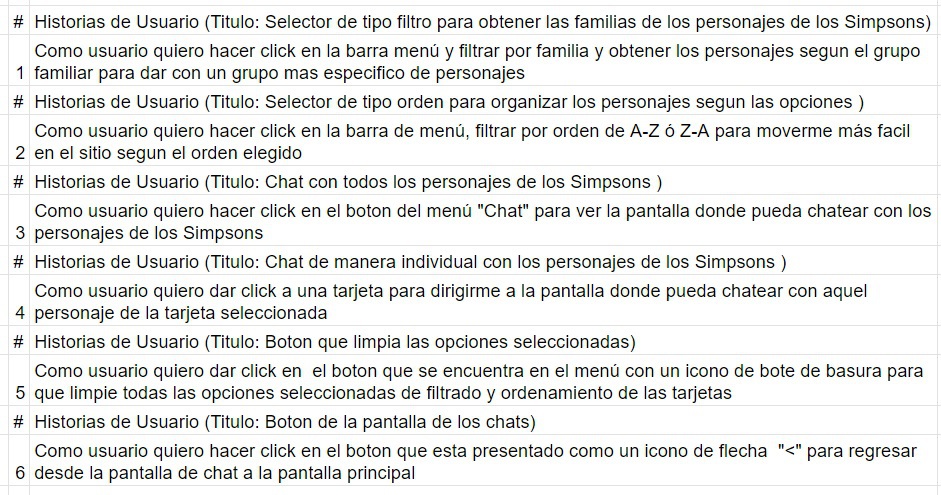 # Historias de Usuario (Titulo: Selector de tipo filtro para obtener las familias de los personajes de los Simpsons)
Como usuario quiero hacer click en la barra menú y filtrar por familia y obtener los personajes segun el grupo
1 familiar para dar con un grupo mas especifico de personajes
# Historias de Usuario (Titulo: Selector de tipo orden para organizar los personajes segun las opciones )
Como usuario quiero hacer click en la barra de menú, filtrar por orden de A-Z ó Z-A para moverme más facil
2 en el sitio segun el orden elegido
# Historias de Usuario (Titulo: Chat con todos los personajes de los Simpsons )
Como usuario quiero hacer click en el boton del menú "Chat" para ver la pantalla donde pueda chatear con los
3 personajes de los Simpsons
# Historias de Usuario (Titulo: Chat de manera individual con los personajes de los Simpsons )
Como usuario quiero dar click a una tarjeta para dirigirme a la pantalla donde pueda chatear con aquel
4 personaje de la tarjeta seleccionada
# Historias de Usuario (Titulo: Boton que limpia las opciones seleccionadas)
Como usuario quiero dar click en  el boton que se encuentra en el menú con un icono de bote de basura para
5 que limpie todas las opciones seleccionadas de filtrado y ordenamiento de las tarjetas
# Historias de Usuario (Titulo: Boton de la pantalla de los chats)
Como usuario quiero hacer click en el boton que esta presentado como un icono de flecha  "<" para regresar
6 desde la pantalla de chat a la pantalla principal